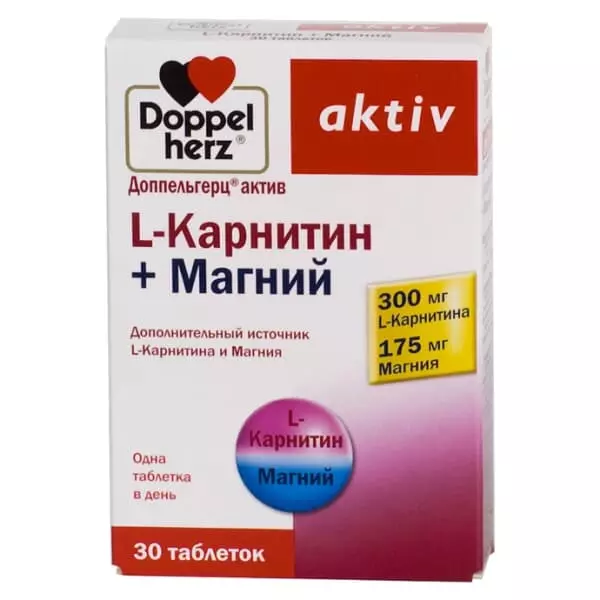 L-Карнитин + Магний
30 таблеток
Doppel
herz®
aktiv
Доппельгерц® актив
L-Карнитин
+ Магний
300 мг
L-Карнитина
175 мг
Магния
Дополнительный источник
L-Карнитина и Магния
L-
Карнитин
Магний
Одна
таблетка
в день
30 таблеток